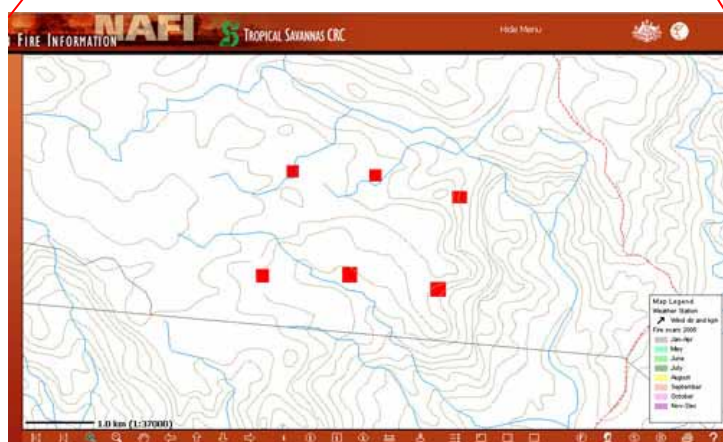 NAFI
FIRE INFORMATION
TROPICAL SAVANNAS CRC
Hide Menu
Map Legend
Weather Station
Wind dir and kph
Fire scars 2005
Jan-Apr
May
June
July
August
September
October
Nov-Dec
1.0 km (1:37000)